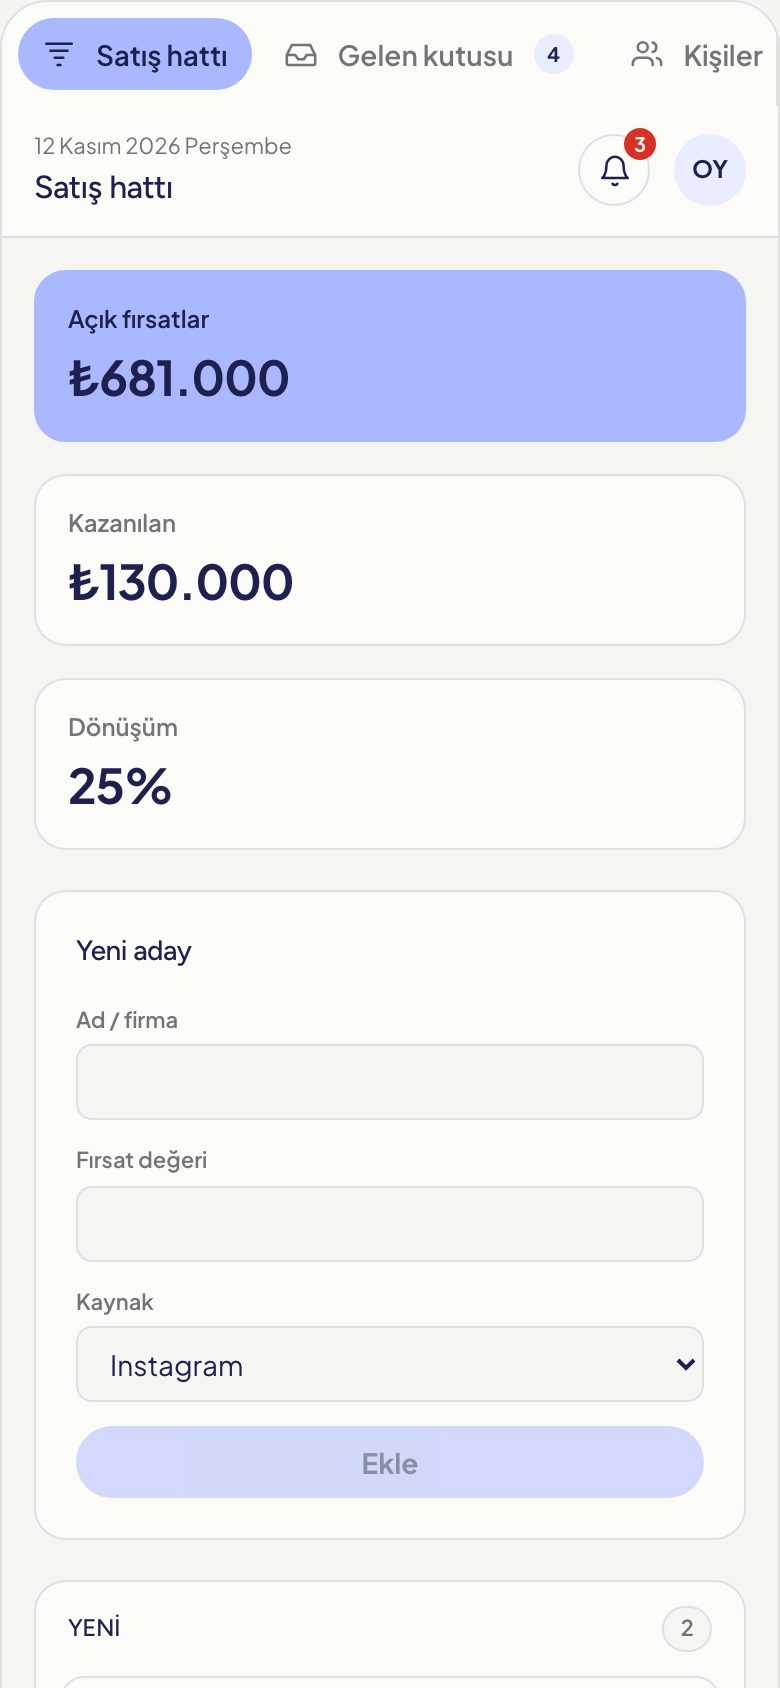 Satış hattı
Gelen kutusu 4
Kişiler
12 Kasım 2026 Perşembe
Satış hattı
3
OY
Açık fırsatlar
₺681.000
Kazanılan
₺130.000
Dönüşüm
25%
Yeni aday
Ad / firma
Fırsat değeri
Kaynak
Instagram
Ekle
YENİ 2